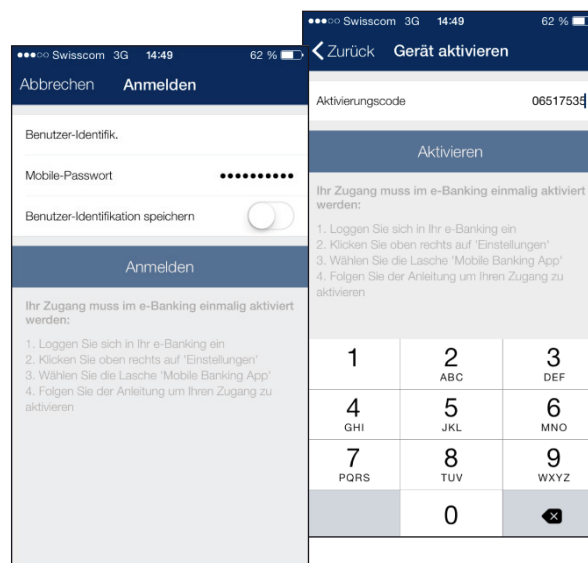 Swisscom 3G 14:49 62 %
Abbrechen Anmelden
Benutzer-Identifik.
Mobile-Passwort ••••••••••
Benutzer-Identifikation speichern
Anmelden
Ihr Zugang muss im e-Banking einmalig aktiviert
werden:
1. Loggen Sie sich in Ihr e-Banking ein
2. Klicken Sie oben rechts auf 'Einstellungen'
3. Wählen Sie die Lasche 'Mobile Banking App'
4. Folgen Sie der Anleitung um Ihren Zugang zu
aktivieren
Swisscom 3G 14:49 62 %
Zurück Gerät aktivieren
Aktivierungscode 06517535
Aktivieren
Ihr Zugang muss im e-Banking einmalig aktiviert
werden:
1. Loggen Sie sich in Ihr e-Banking ein
2. Klicken Sie oben rechts auf 'Einstellungen'
3. Wählen Sie die Lasche 'Mobile Banking App'
4. Folgen Sie der Anleitung um Ihren Zugang zu
aktivieren
1 2 3
ABC DEF
4 5 6
GHI JKL MNO
7 8 9
PQRS TUV WXYZ
0